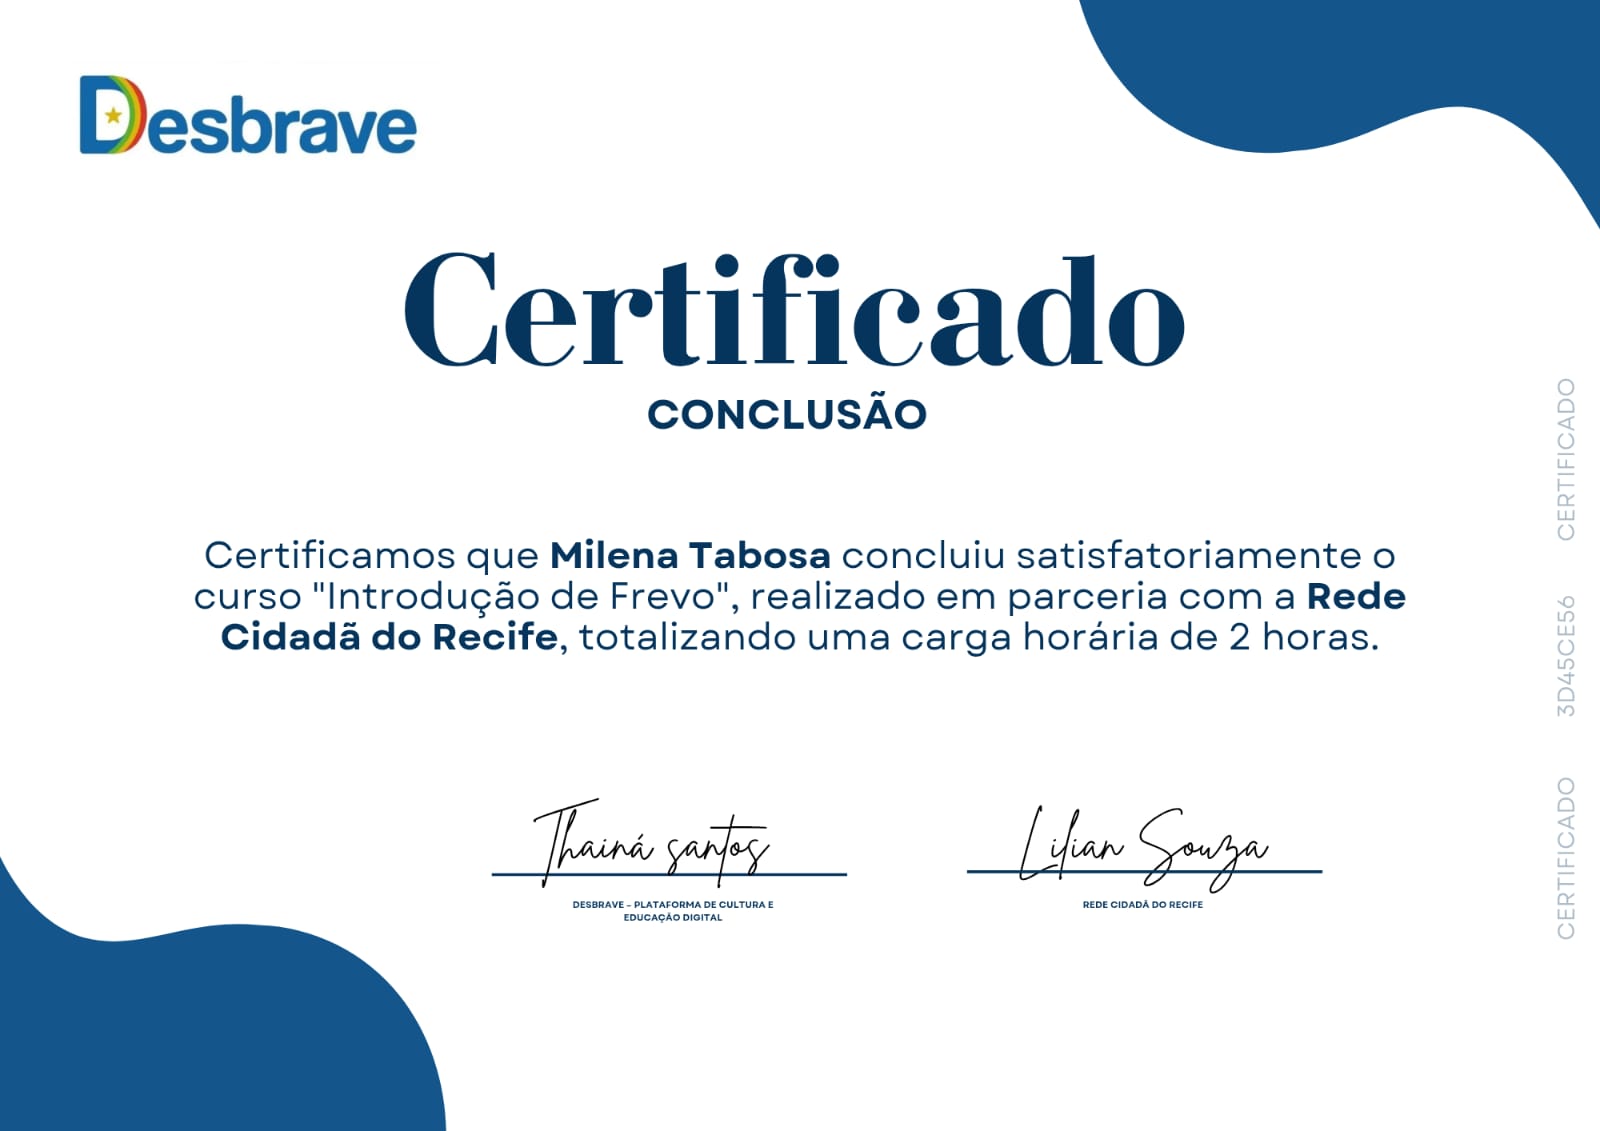 Desbrave
Certificado
CONCLUSÃO
Certificamos que Milena Tabosa concluiu satisfatoriamente o
curso "Introdução de Frevo", realizado em parceria com a Rede
Cidadã do Recife, totalizando uma carga horária de 2 horas.
Thainá santos
DESBRAVE – PLATAFORMA DE CULTURA E
EDUCAÇÃO DIGITAL
Lilian Souza
REDE CIDADÃ DO RECIFE
CERTIFICADO 3D45CE56 CERTIFICADO